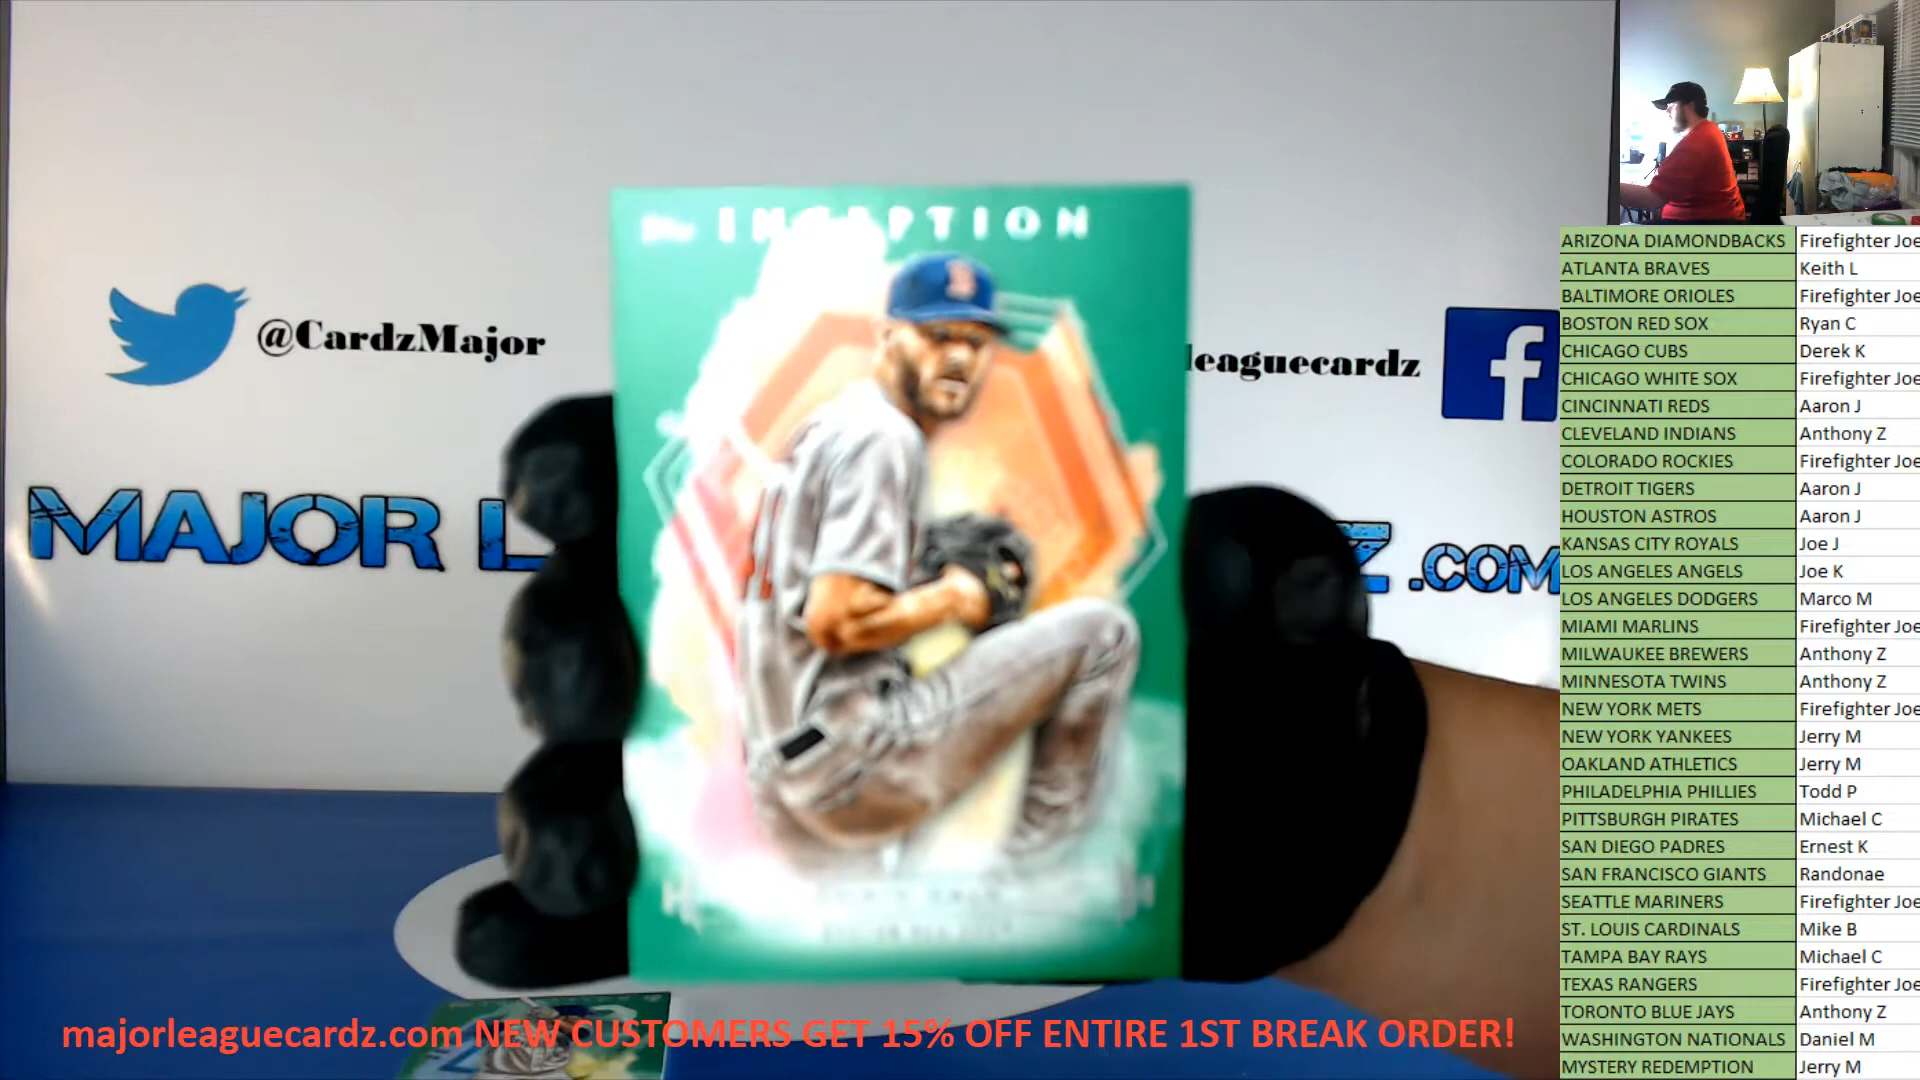 INCEPTION
B
@CardzMajor
leaguecardz
f
MAJOR L
Z .COM
majorleaguecardz.com NEW CUSTOMERS GET 15% OFF ENTIRE 1ST BREAK ORDER!
ARIZONA DIAMONDBACKS Firefighter Joe
ATLANTA BRAVES Keith L
BALTIMORE ORIOLES Firefighter Joe
BOSTON RED SOX Ryan C
CHICAGO CUBS Derek K
CHICAGO WHITE SOX Firefighter Joe
CINCINNATI REDS Aaron J
CLEVELAND INDIANS Anthony Z
COLORADO ROCKIES Firefighter Joe
DETROIT TIGERS Aaron J
HOUSTON ASTROS Aaron J
KANSAS CITY ROYALS Joe J
LOS ANGELES ANGELS Joe K
LOS ANGELES DODGERS Marco M
MIAMI MARLINS Firefighter Joe
MILWAUKEE BREWERS Anthony Z
MINNESOTA TWINS Anthony Z
NEW YORK METS Firefighter Joe
NEW YORK YANKEES Jerry M
OAKLAND ATHLETICS Jerry M
PHILADELPHIA PHILLIES Todd P
PITTSBURGH PIRATES Michael C
SAN DIEGO PADRES Ernest K
SAN FRANCISCO GIANTS Randonae
SEATTLE MARINERS Firefighter Joe
ST. LOUIS CARDINALS Mike B
TAMPA BAY RAYS Michael C
TEXAS RANGERS Firefighter Joe
TORONTO BLUE JAYS Anthony Z
WASHINGTON NATIONALS Daniel M
MYSTERY REDEMPTION Jerry M